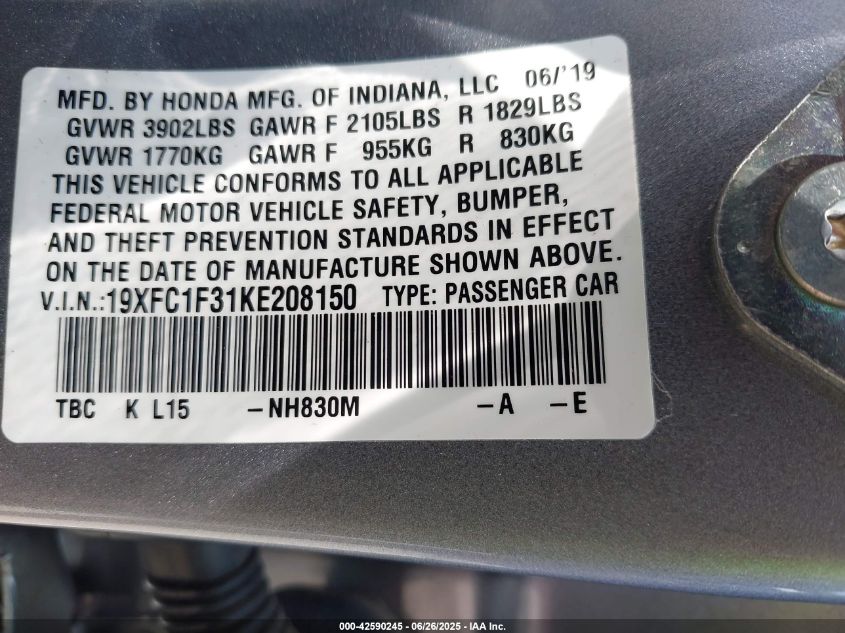 MFD. BY HONDA MFG. OF INDIANA, LLC 06/'19
GVWR 3902LBS GAWR F 2105LBS R 1829LBS
GVWR 1770KG GAWR F 955KG R 830KG
THIS VEHICLE CONFORMS TO ALL APPLICABLE
FEDERAL MOTOR VEHICLE SAFETY, BUMPER,
AND THEFT PREVENTION STANDARDS IN EFFECT
ON THE DATE OF MANUFACTURE SHOWN ABOVE.
V.I.N.:19XFC1F31KE208150 TYPE: PASSENGER CAR
TBC K L15 -NH830M -A -E
000-42590245 - 06/26/2025 - IAA Inc.